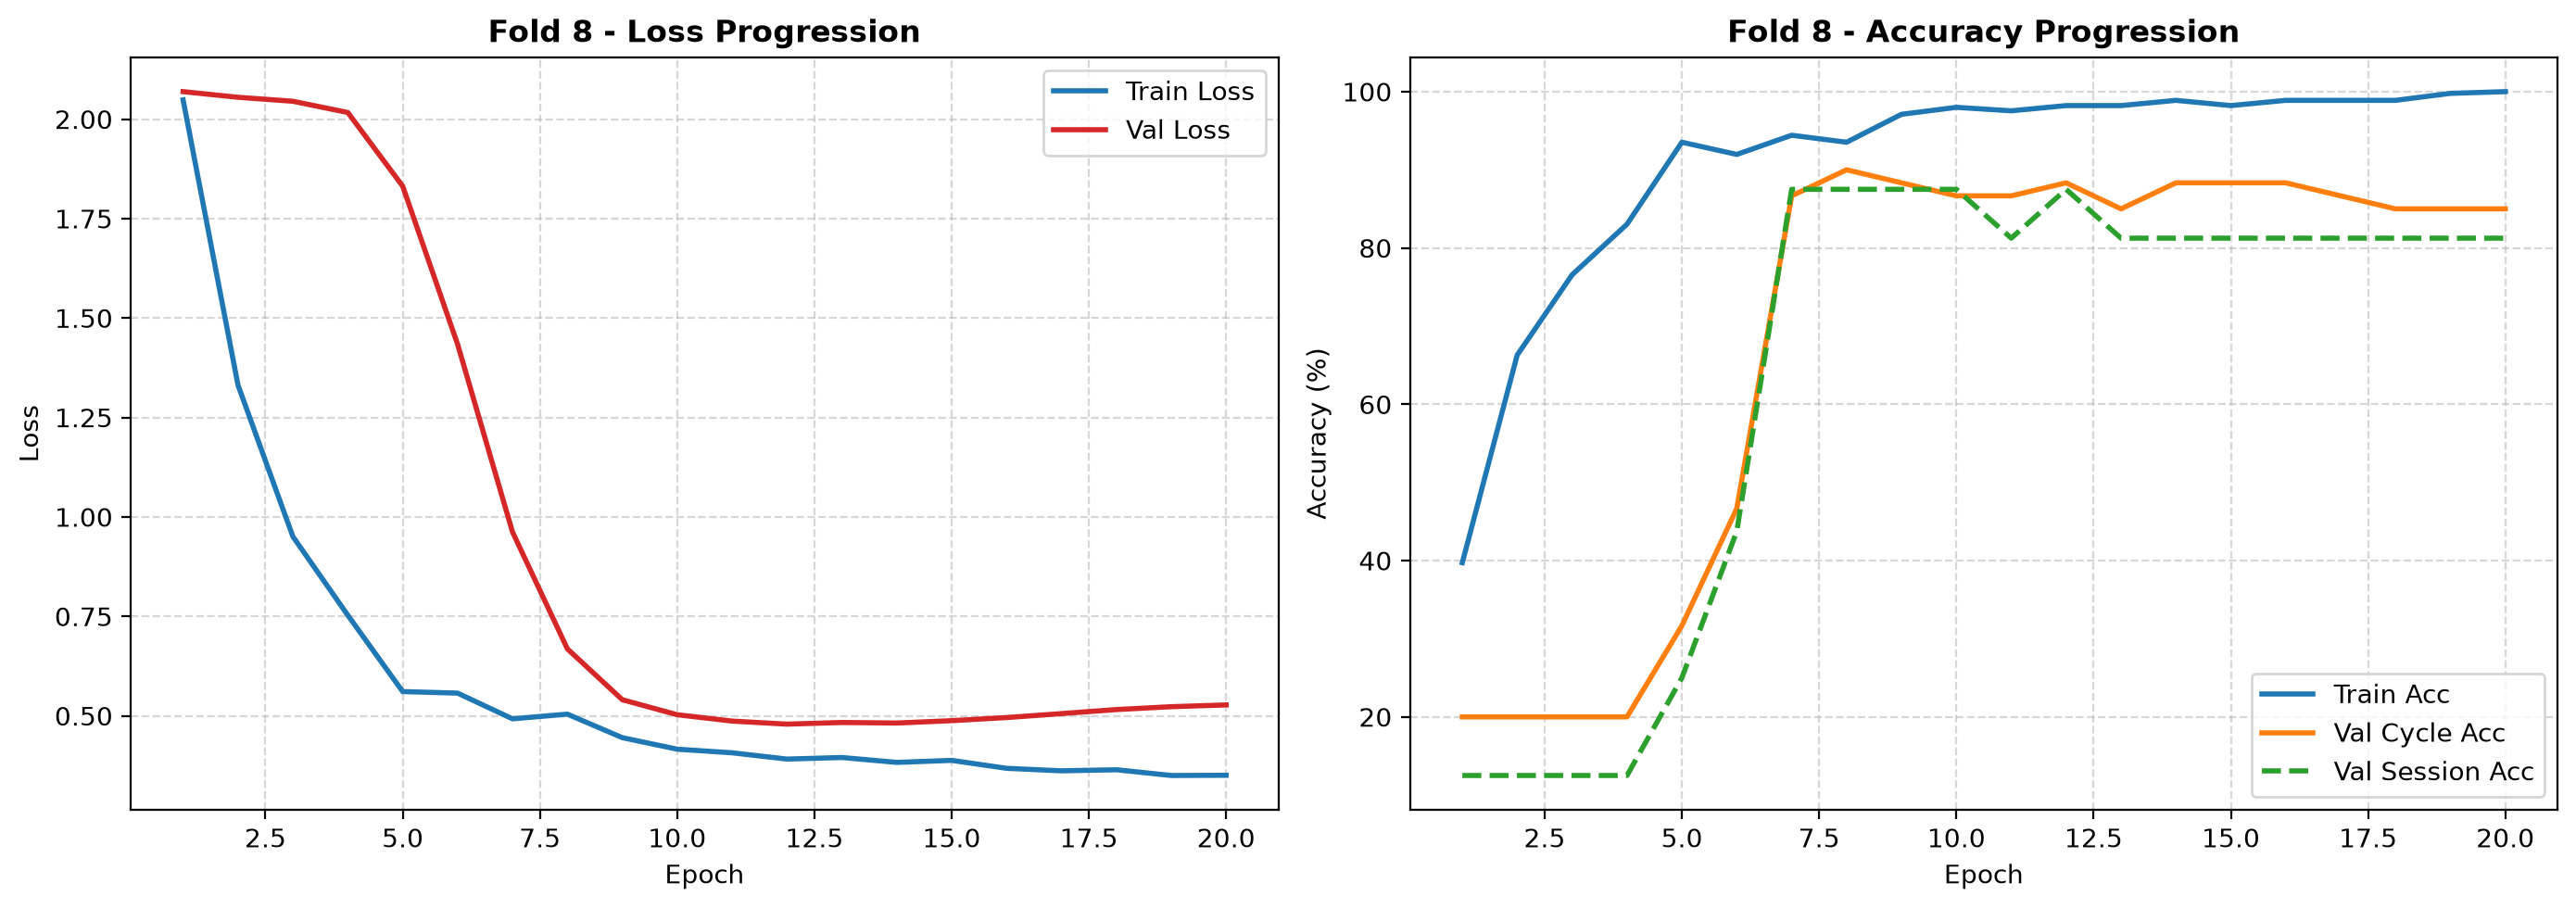 Fold 8 - Loss Progression
2.00
1.75
1.50
1.25
1.00
0.75
0.50
Loss
2.5 5.0 7.5 10.0 12.5 15.0 17.5 20.0
Epoch
Train Loss
Val Loss
Fold 8 - Accuracy Progression
100
80
60
40
20
Accuracy (%)
2.5 5.0 7.5 10.0 12.5 15.0 17.5 20.0
Epoch
Train Acc
Val Cycle Acc
Val Session Acc